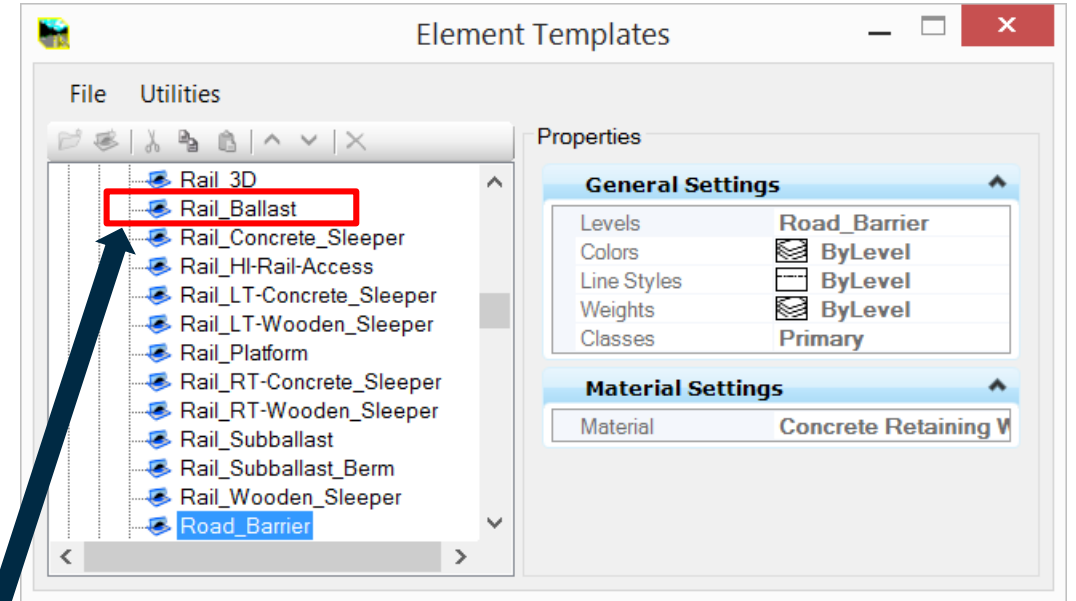 Element Templates
File Utilities
Rail_3D
Rail_Ballast
Rail_Concrete_Sleeper
Rail_HI-Rail-Access
Rail_LT-Concrete_Sleeper
Rail_LT-Wooden_Sleeper
Rail_Platform
Rail_RT-Concrete_Sleeper
Rail_RT-Wooden_Sleeper
Rail_Subballast
Rail_Subballast_Berm
Rail_Wooden_Sleeper
Road_Barrier
Properties
General Settings
Levels Road_Barrier
Colors ByLevel
Line Styles ByLevel
Weights ByLevel
Classes Primary
Material Settings
Material Concrete Retaining